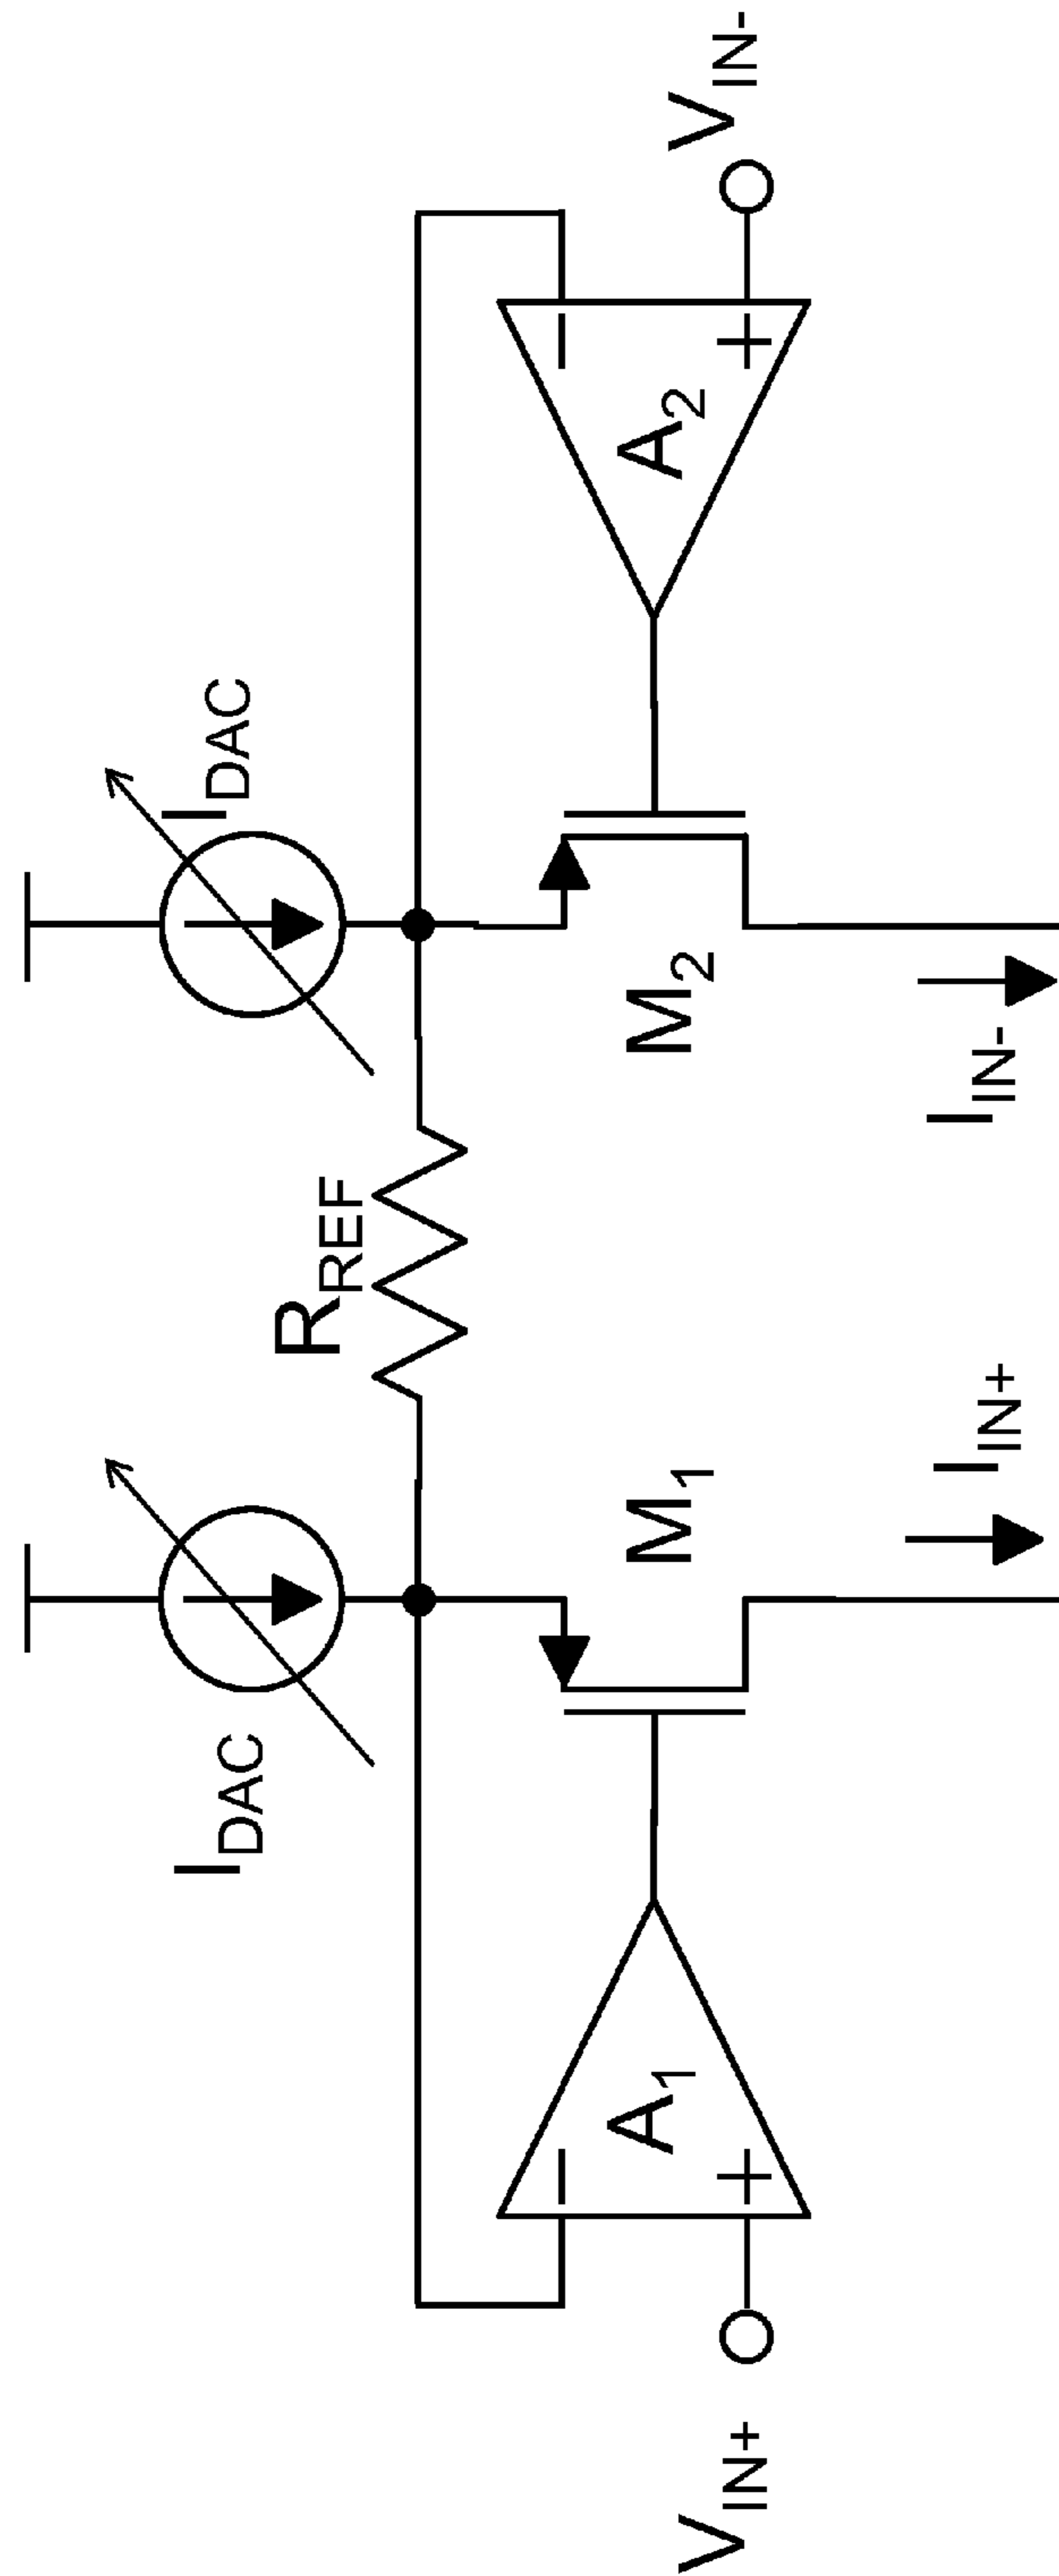 I_DAC
I_DAC
R_REF
A_1
M_1
M_2
A_2
−
−
+
+
V_IN+
V_IN-
I_IN+
I_IN-